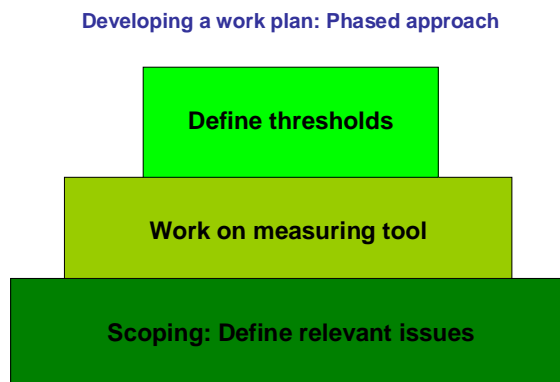 Developing a work plan: Phased approach
Define thresholds
Work on measuring tool
Scoping: Define relevant issues